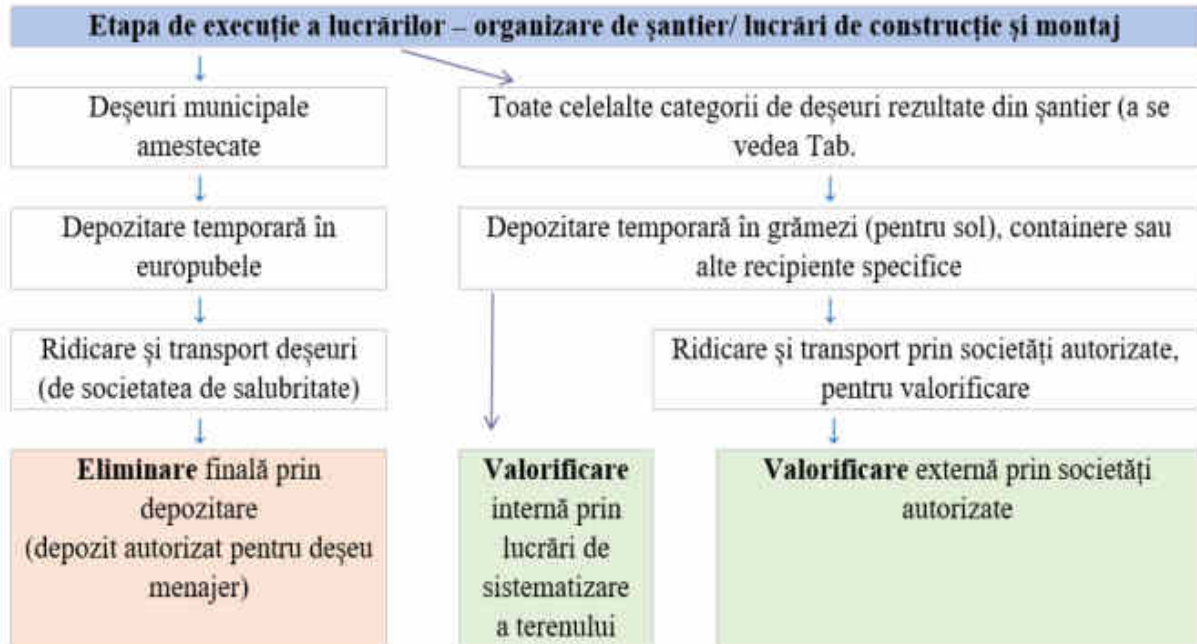 Etapa de execuție a lucrărilor – organizare de șantier/ lucrări de construcție și montaj
Deșeuri municipale
amestecate
Toate celelalte categorii de deșeuri rezultate din șantier (a se
vedea Tab.
Depozitare temporară în
europubele
Depozitare temporară în grămezi (pentru sol), containere sau
alte recipiente specifice
Ridicare și transport deșeuri
(de societatea de salubritate)
Ridicare și transport prin societăți autorizate,
pentru valorificare
Eliminare finală prin
depozitare
(depozit autorizat pentru deșeu
menajer)
Valorificare
internă prin
lucrări de
sistematizare
a terenului
Valorificare externă prin societăți
autorizate